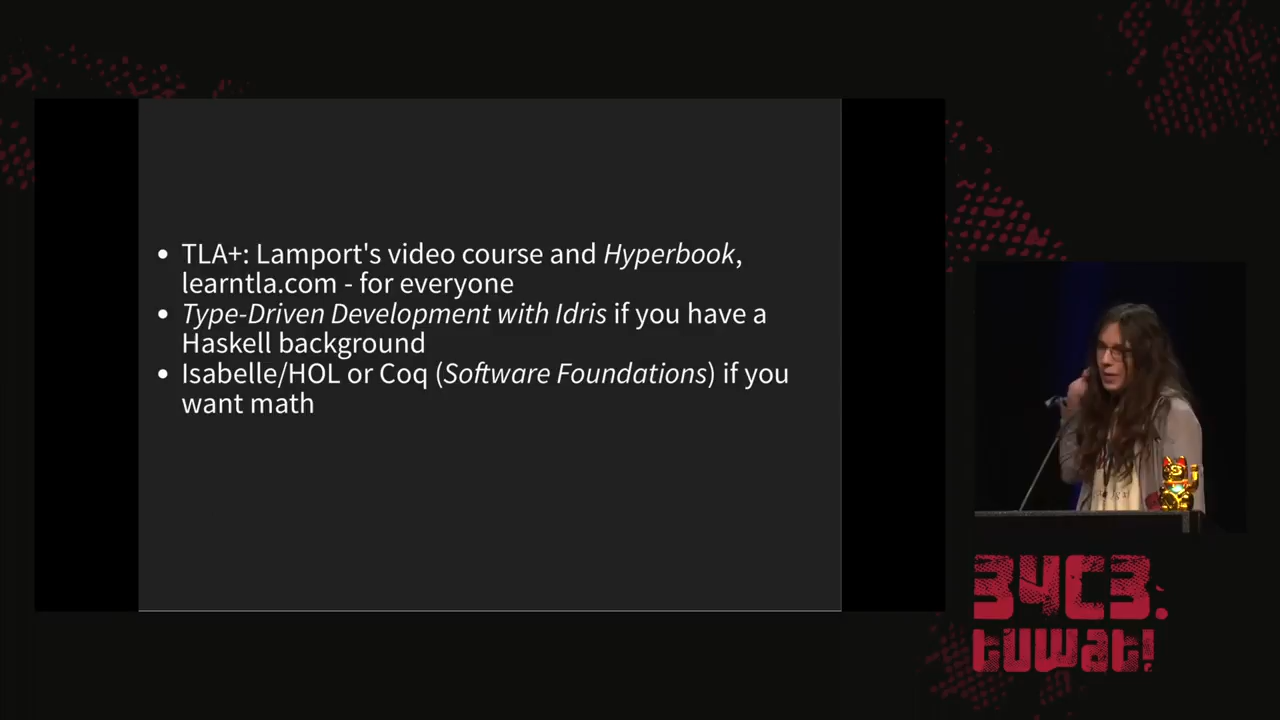 • TLA+: Lamport's video course and Hyperbook,
learntla.com - for everyone
• Type-Driven Development with Idris if you have a
Haskell background
• Isabelle/HOL or Coq (Software Foundations) if you
want math
34C3.
tuwat!